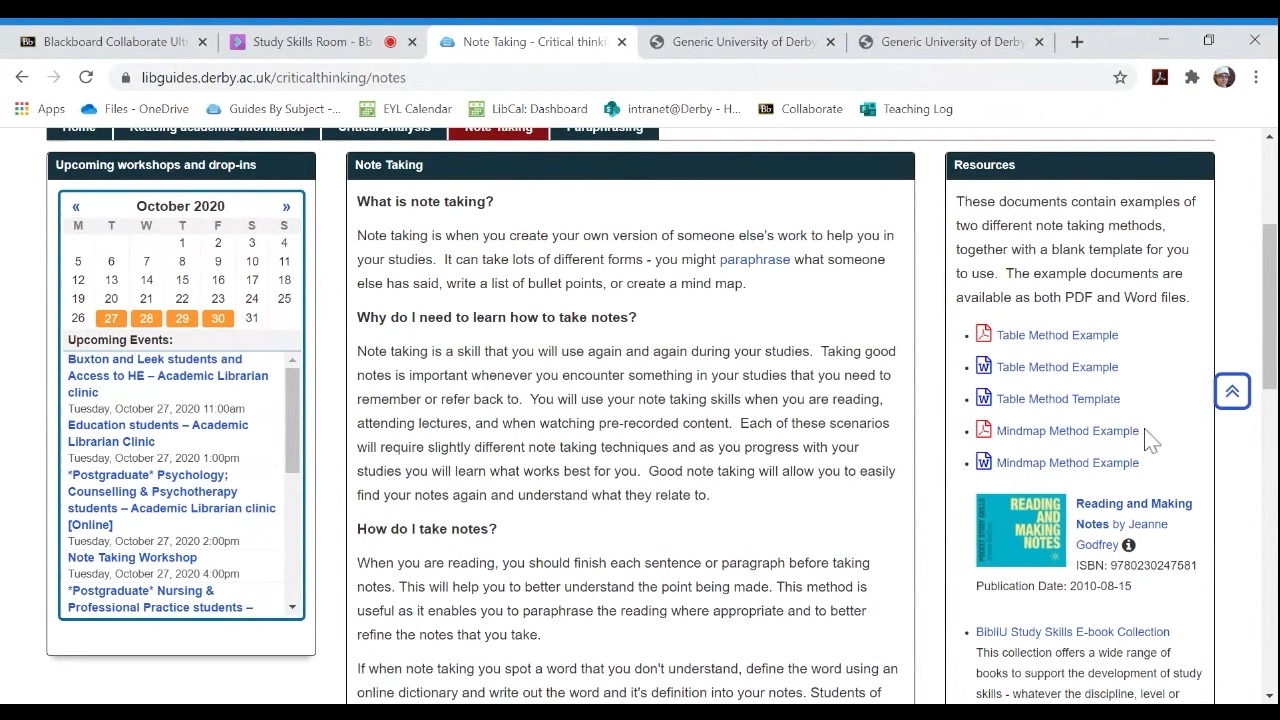 Blackboard Collaborate Ult
Study Skills Room - Bb
Note Taking - Critical thinki
Generic University of Derby
Generic University of Derby
libguides.derby.ac.uk/criticalthinking/notes
Apps
Files - OneDrive
Guides By Subject -...
EYL Calendar
LibCal: Dashboard
intranet@Derby - H...
Collaborate
Teaching Log
Home
Reading academic information
Critical Analysis
Note Taking
Paraphrasing
Upcoming workshops and drop-ins
« October 2020 »
M T W T F S S
1 2 3 4
5 6 7 8 9 10 11
12 13 14 15 16 17 18
19 20 21 22 23 24 25
26 27 28 29 30 31
Upcoming Events:
Buxton and Leek students and
Access to HE – Academic Librarian
clinic
Tuesday, October 27, 2020 11:00am
Education students – Academic
Librarian Clinic
Tuesday, October 27, 2020 1:00pm
*Postgraduate* Psychology;
Counselling & Psychotherapy
students – Academic Librarian clinic
[Online]
Tuesday, October 27, 2020 2:00pm
Note Taking Workshop
Tuesday, October 27, 2020 4:00pm
*Postgraduate* Nursing &
Professional Practice students –
Note Taking
What is note taking?
Note taking is when you create your own version of someone else's work to help you in
your studies. It can take lots of different forms - you might paraphrase what someone
else has said, write a list of bullet points, or create a mind map.
Why do I need to learn how to take notes?
Note taking is a skill that you will use again and again during your studies. Taking good
notes is important whenever you encounter something in your studies that you need to
remember or refer back to. You will use your note taking skills when you are reading,
attending lectures, and when watching pre-recorded content. Each of these scenarios
will require slightly different note taking techniques and as you progress with your
studies you will learn what works best for you. Good note taking will allow you to easily
find your notes again and understand what they relate to.
How do I take notes?
When you are reading, you should finish each sentence or paragraph before taking
notes. This will help you to better understand the point being made. This method is
useful as it enables you to paraphrase the reading where appropriate and to better
refine the notes that you take.
If when note taking you spot a word that you don't understand, define the word using an
online dictionary and write out the word and it's definition into your notes. Students of
Resources
These documents contain examples of
two different note taking methods,
together with a blank template for you
to use. The example documents are
available as both PDF and Word files.
Table Method Example
Table Method Example
Table Method Template
Mindmap Method Example
Mindmap Method Example
READING
AND
MAKING
NOTES
Reading and Making
Notes by Jeanne
Godfrey
ISBN: 9780230247581
Publication Date: 2010-08-15
BibliU Study Skills E-book Collection
This collection offers a wide range of
books to support the development of study
skills - whatever the discipline, level or